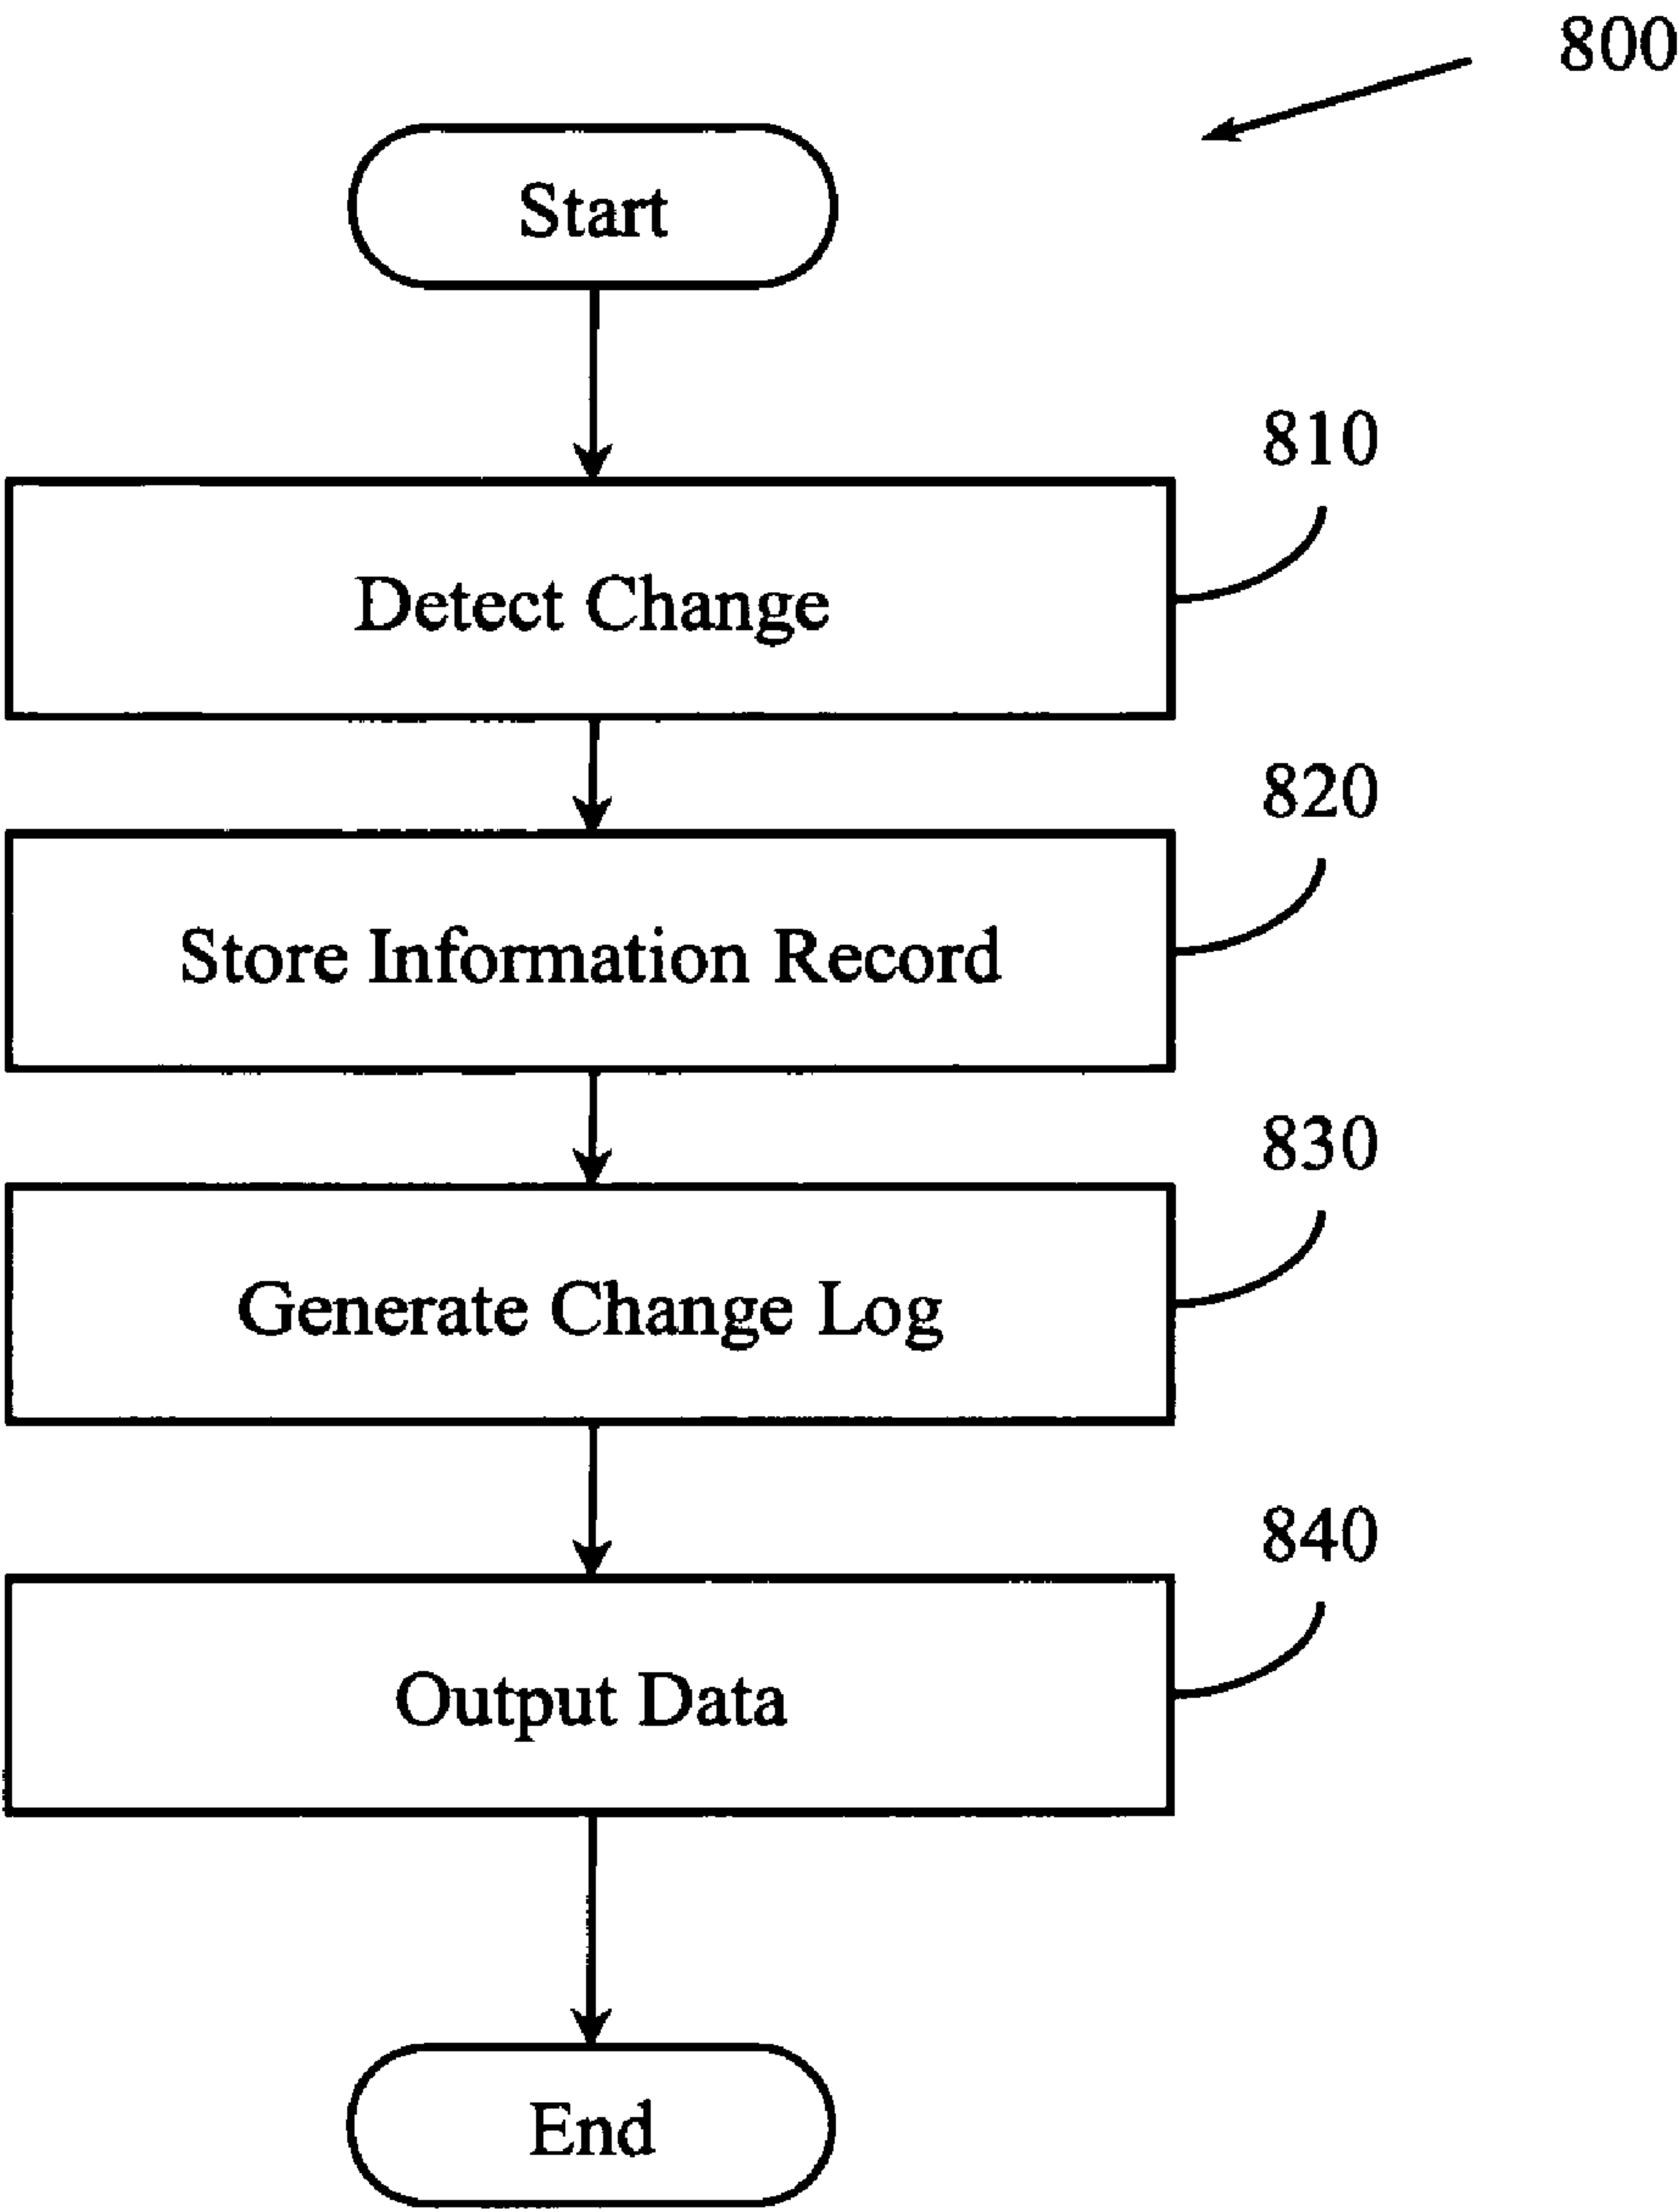 800
Start
810
Detect Change
820
Store Information Record
830
Generate Change Log
840
Output Data
End